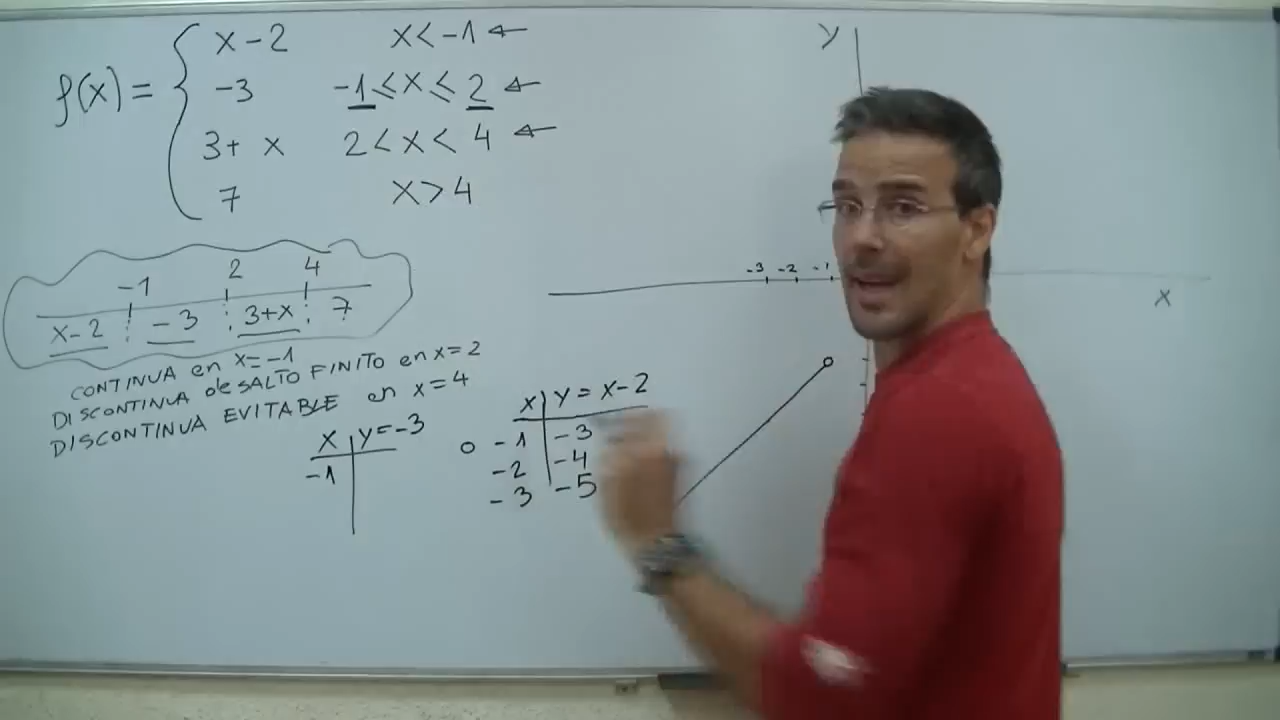 f(x) = { x-2 x<-1 ←
-3 -1≤x≤2 ←
3+ x 2<x<4 ←
7 x>4
-1 2 4
x-2 -3 3+x 7
CONTINUA en x=-1
DISCONTINUA de SALTO FINITO en x=2
DISCONTINUA EVITABLE en x=4
x y=-3
-1
x y=x-2
-1 -3
-2 -4
-3 -5
y
-3 -2 -1
x